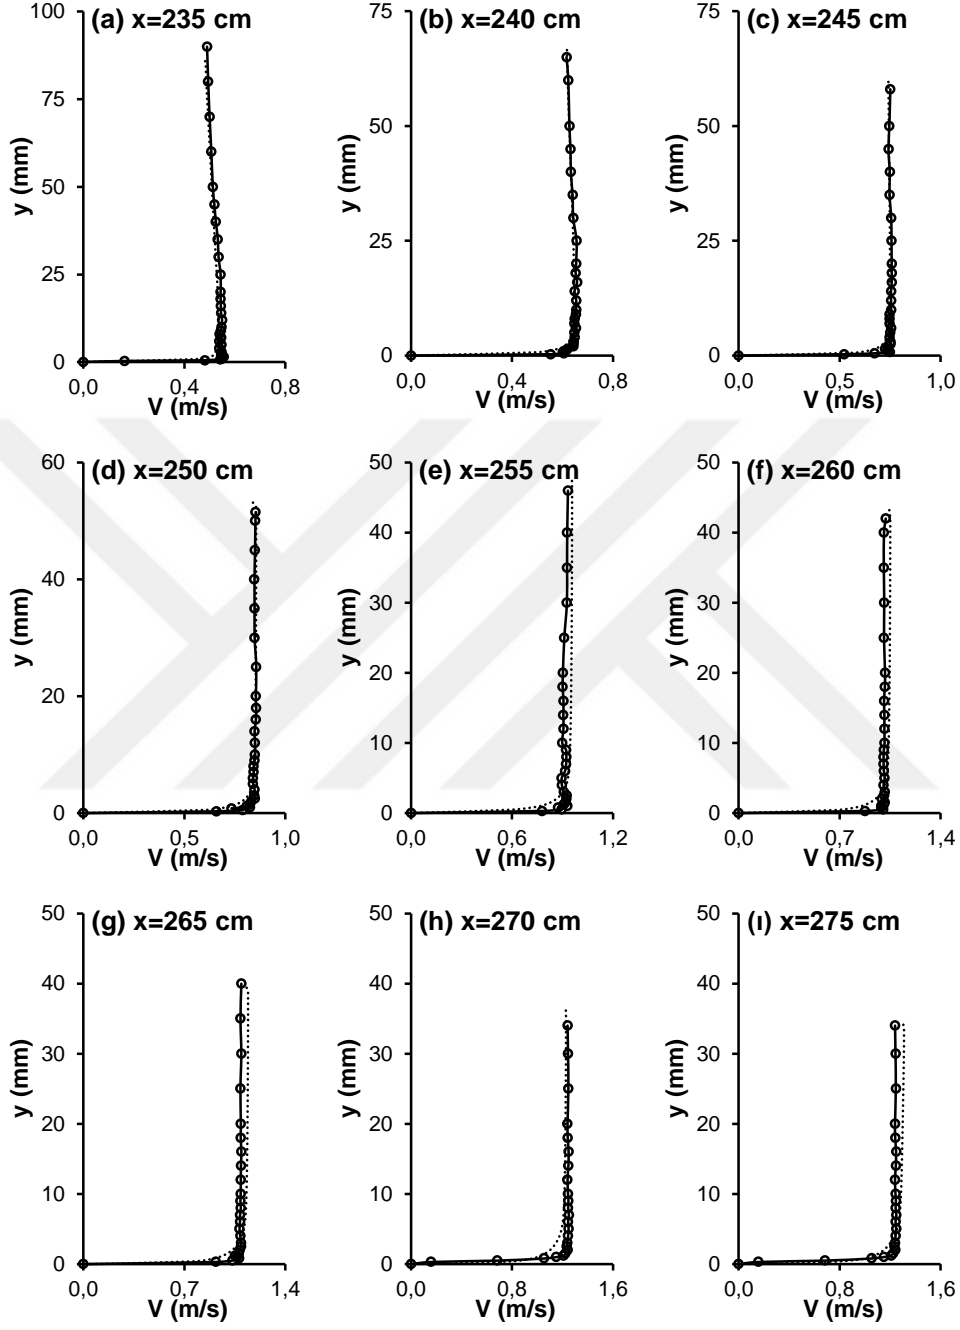 (a) x=235 cm
100
75
50
25
0
y (mm)
0,0
0,4
0,8
V (m/s)
(b) x=240 cm
75
50
25
0
y (mm)
0,0
0,4
0,8
V (m/s)
(c) x=245 cm
75
50
25
0
y (mm)
0,0
0,5
1,0
V (m/s)
(d) x=250 cm
60
40
20
0
y (mm)
0,0
0,5
1,0
V (m/s)
(e) x=255 cm
50
40
30
20
10
0
y (mm)
0,0
0,6
1,2
V (m/s)
(f) x=260 cm
50
40
30
20
10
0
y (mm)
0,0
0,7
1,4
V (m/s)
(g) x=265 cm
50
40
30
20
10
0
y (mm)
0,0
0,7
1,4
V (m/s)
(h) x=270 cm
50
40
30
20
10
0
y (mm)
0,0
0,8
1,6
V (m/s)
(ı) x=275 cm
50
40
30
20
10
0
y (mm)
0,0
0,8
1,6
V (m/s)